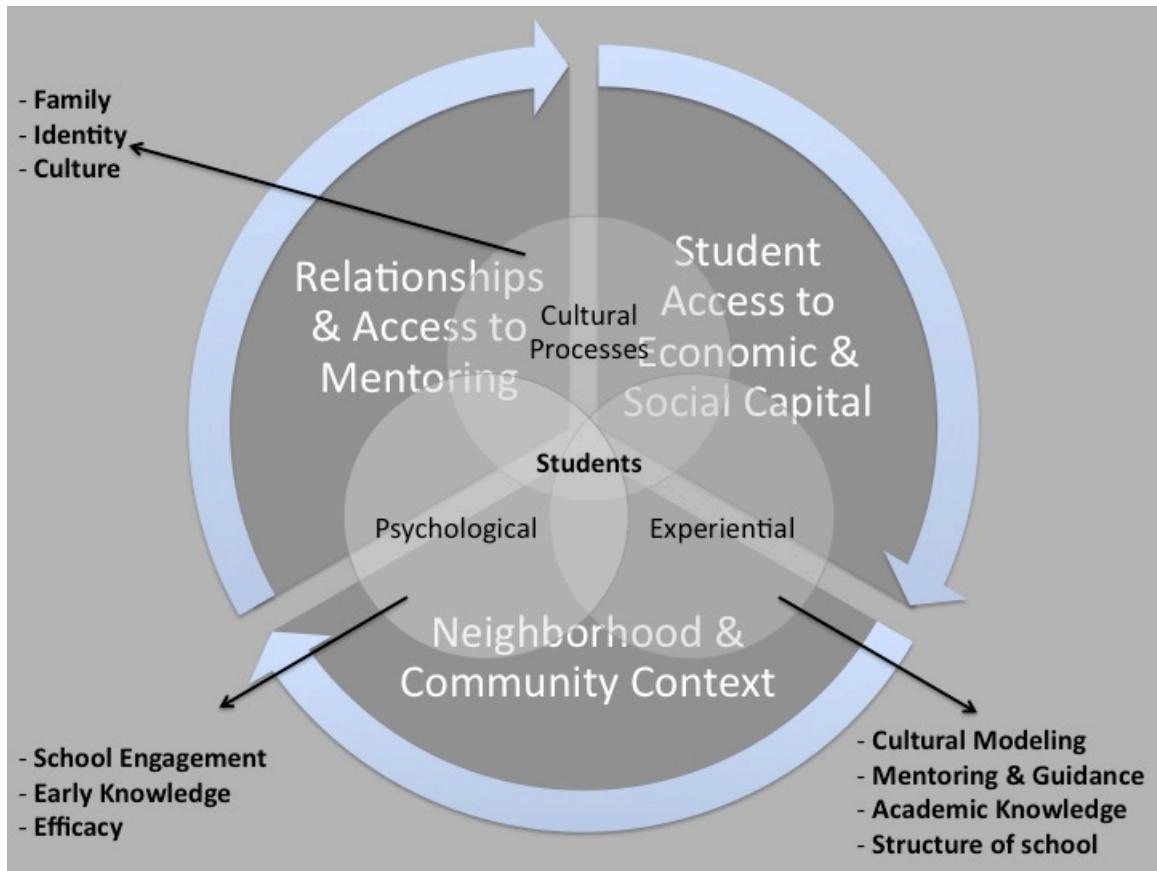 - Family
- Identity
- Culture
Relationships
& Access to
Mentoring
Student
Access to
Economic &
Social Capital
Cultural
Processes
Students
Psychological
Experiential
Neighborhood &
Community Context
- School Engagement
- Early Knowledge
- Efficacy
- Cultural Modeling
- Mentoring & Guidance
- Academic Knowledge
- Structure of school